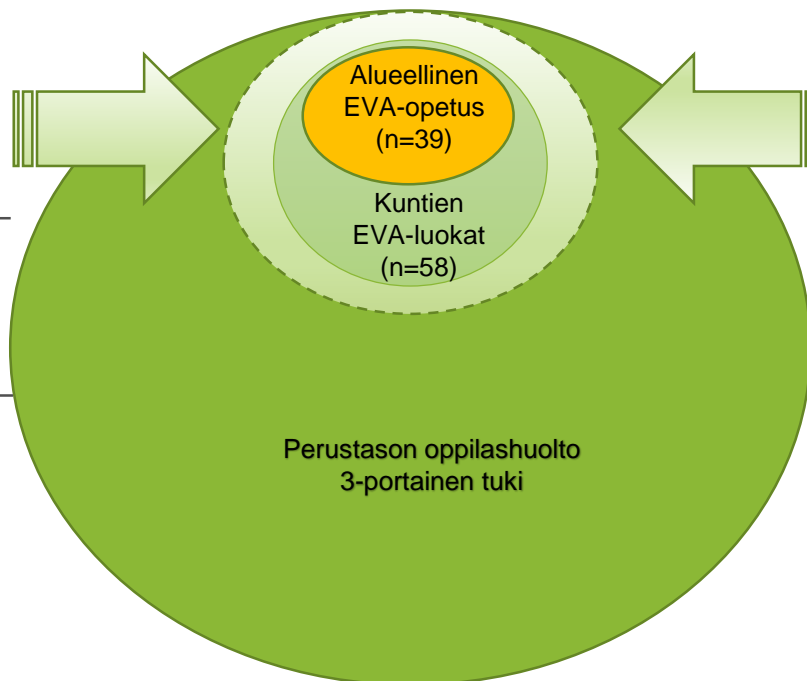 Alueellinen
EVA-opetus
(n=39)
Kuntien
EVA-luokat
(n=58)
Perustason oppilashuolto
3-portainen tuki